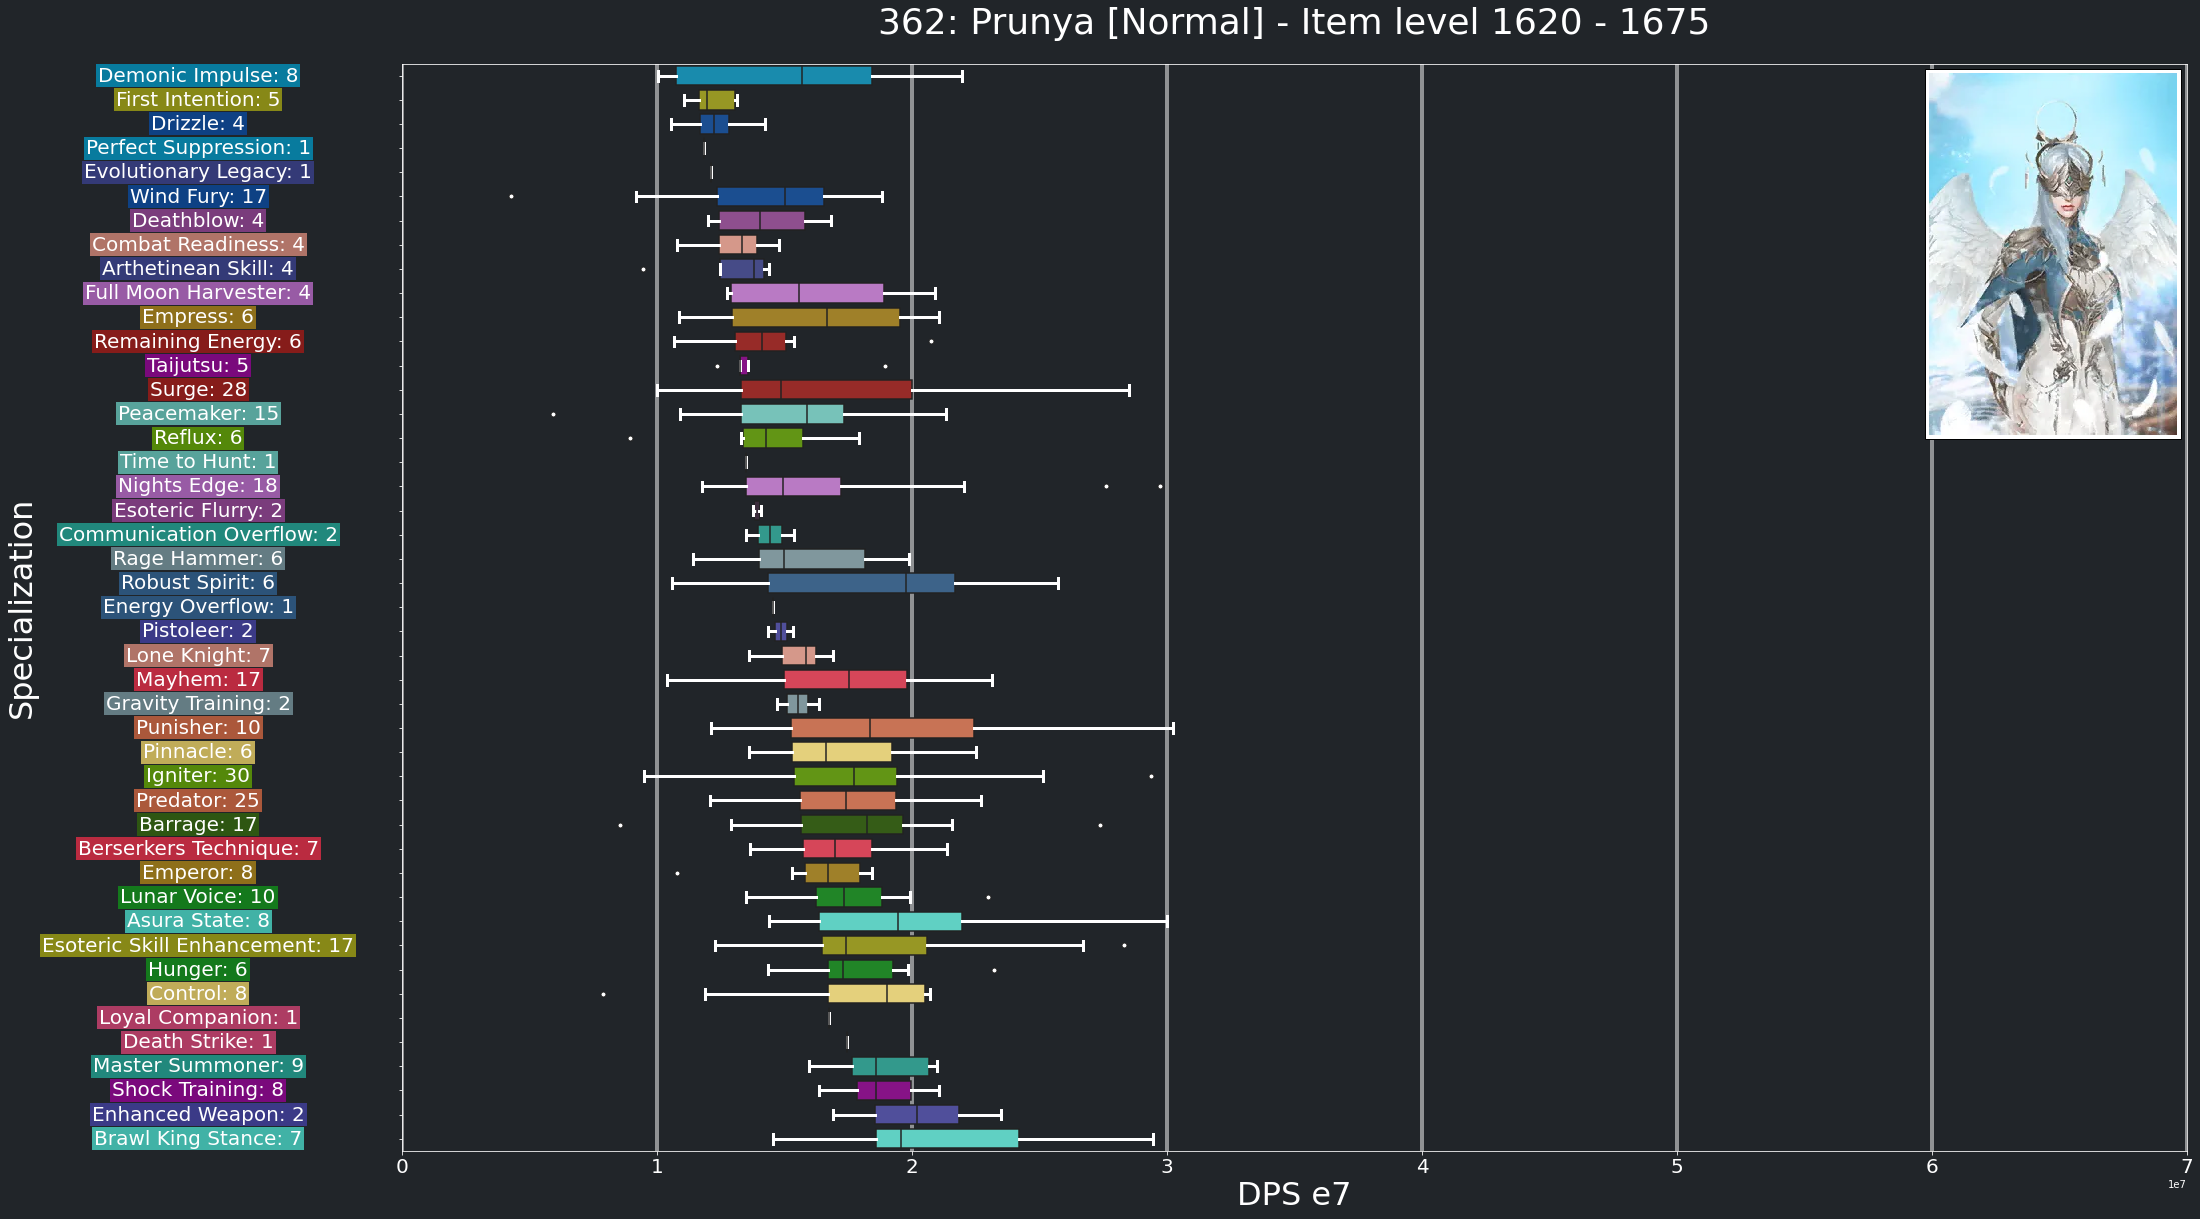 362: Prunya [Normal] - Item level 1620 - 1675
Demonic Impulse: 8
First Intention: 5
Drizzle: 4
Perfect Suppression: 1
Evolutionary Legacy: 1
Wind Fury: 17
Deathblow: 4
Combat Readiness: 4
Arthetinean Skill: 4
Full Moon Harvester: 4
Empress: 6
Remaining Energy: 6
Taijutsu: 5
Surge: 28
Peacemaker: 15
Reflux: 6
Time to Hunt: 1
Nights Edge: 18
Esoteric Flurry: 2
Communication Overflow: 2
Rage Hammer: 6
Robust Spirit: 6
Energy Overflow: 1
Pistoleer: 2
Lone Knight: 7
Mayhem: 17
Gravity Training: 2
Punisher: 10
Pinnacle: 6
Igniter: 30
Predator: 25
Barrage: 17
Berserkers Technique: 7
Emperor: 8
Lunar Voice: 10
Asura State: 8
Esoteric Skill Enhancement: 17
Hunger: 6
Control: 8
Loyal Companion: 1
Death Strike: 1
Master Summoner: 9
Shock Training: 8
Enhanced Weapon: 2
Brawl King Stance: 7
Specialization
0 1 2 3 4 5 6 7
1e7
DPS e7